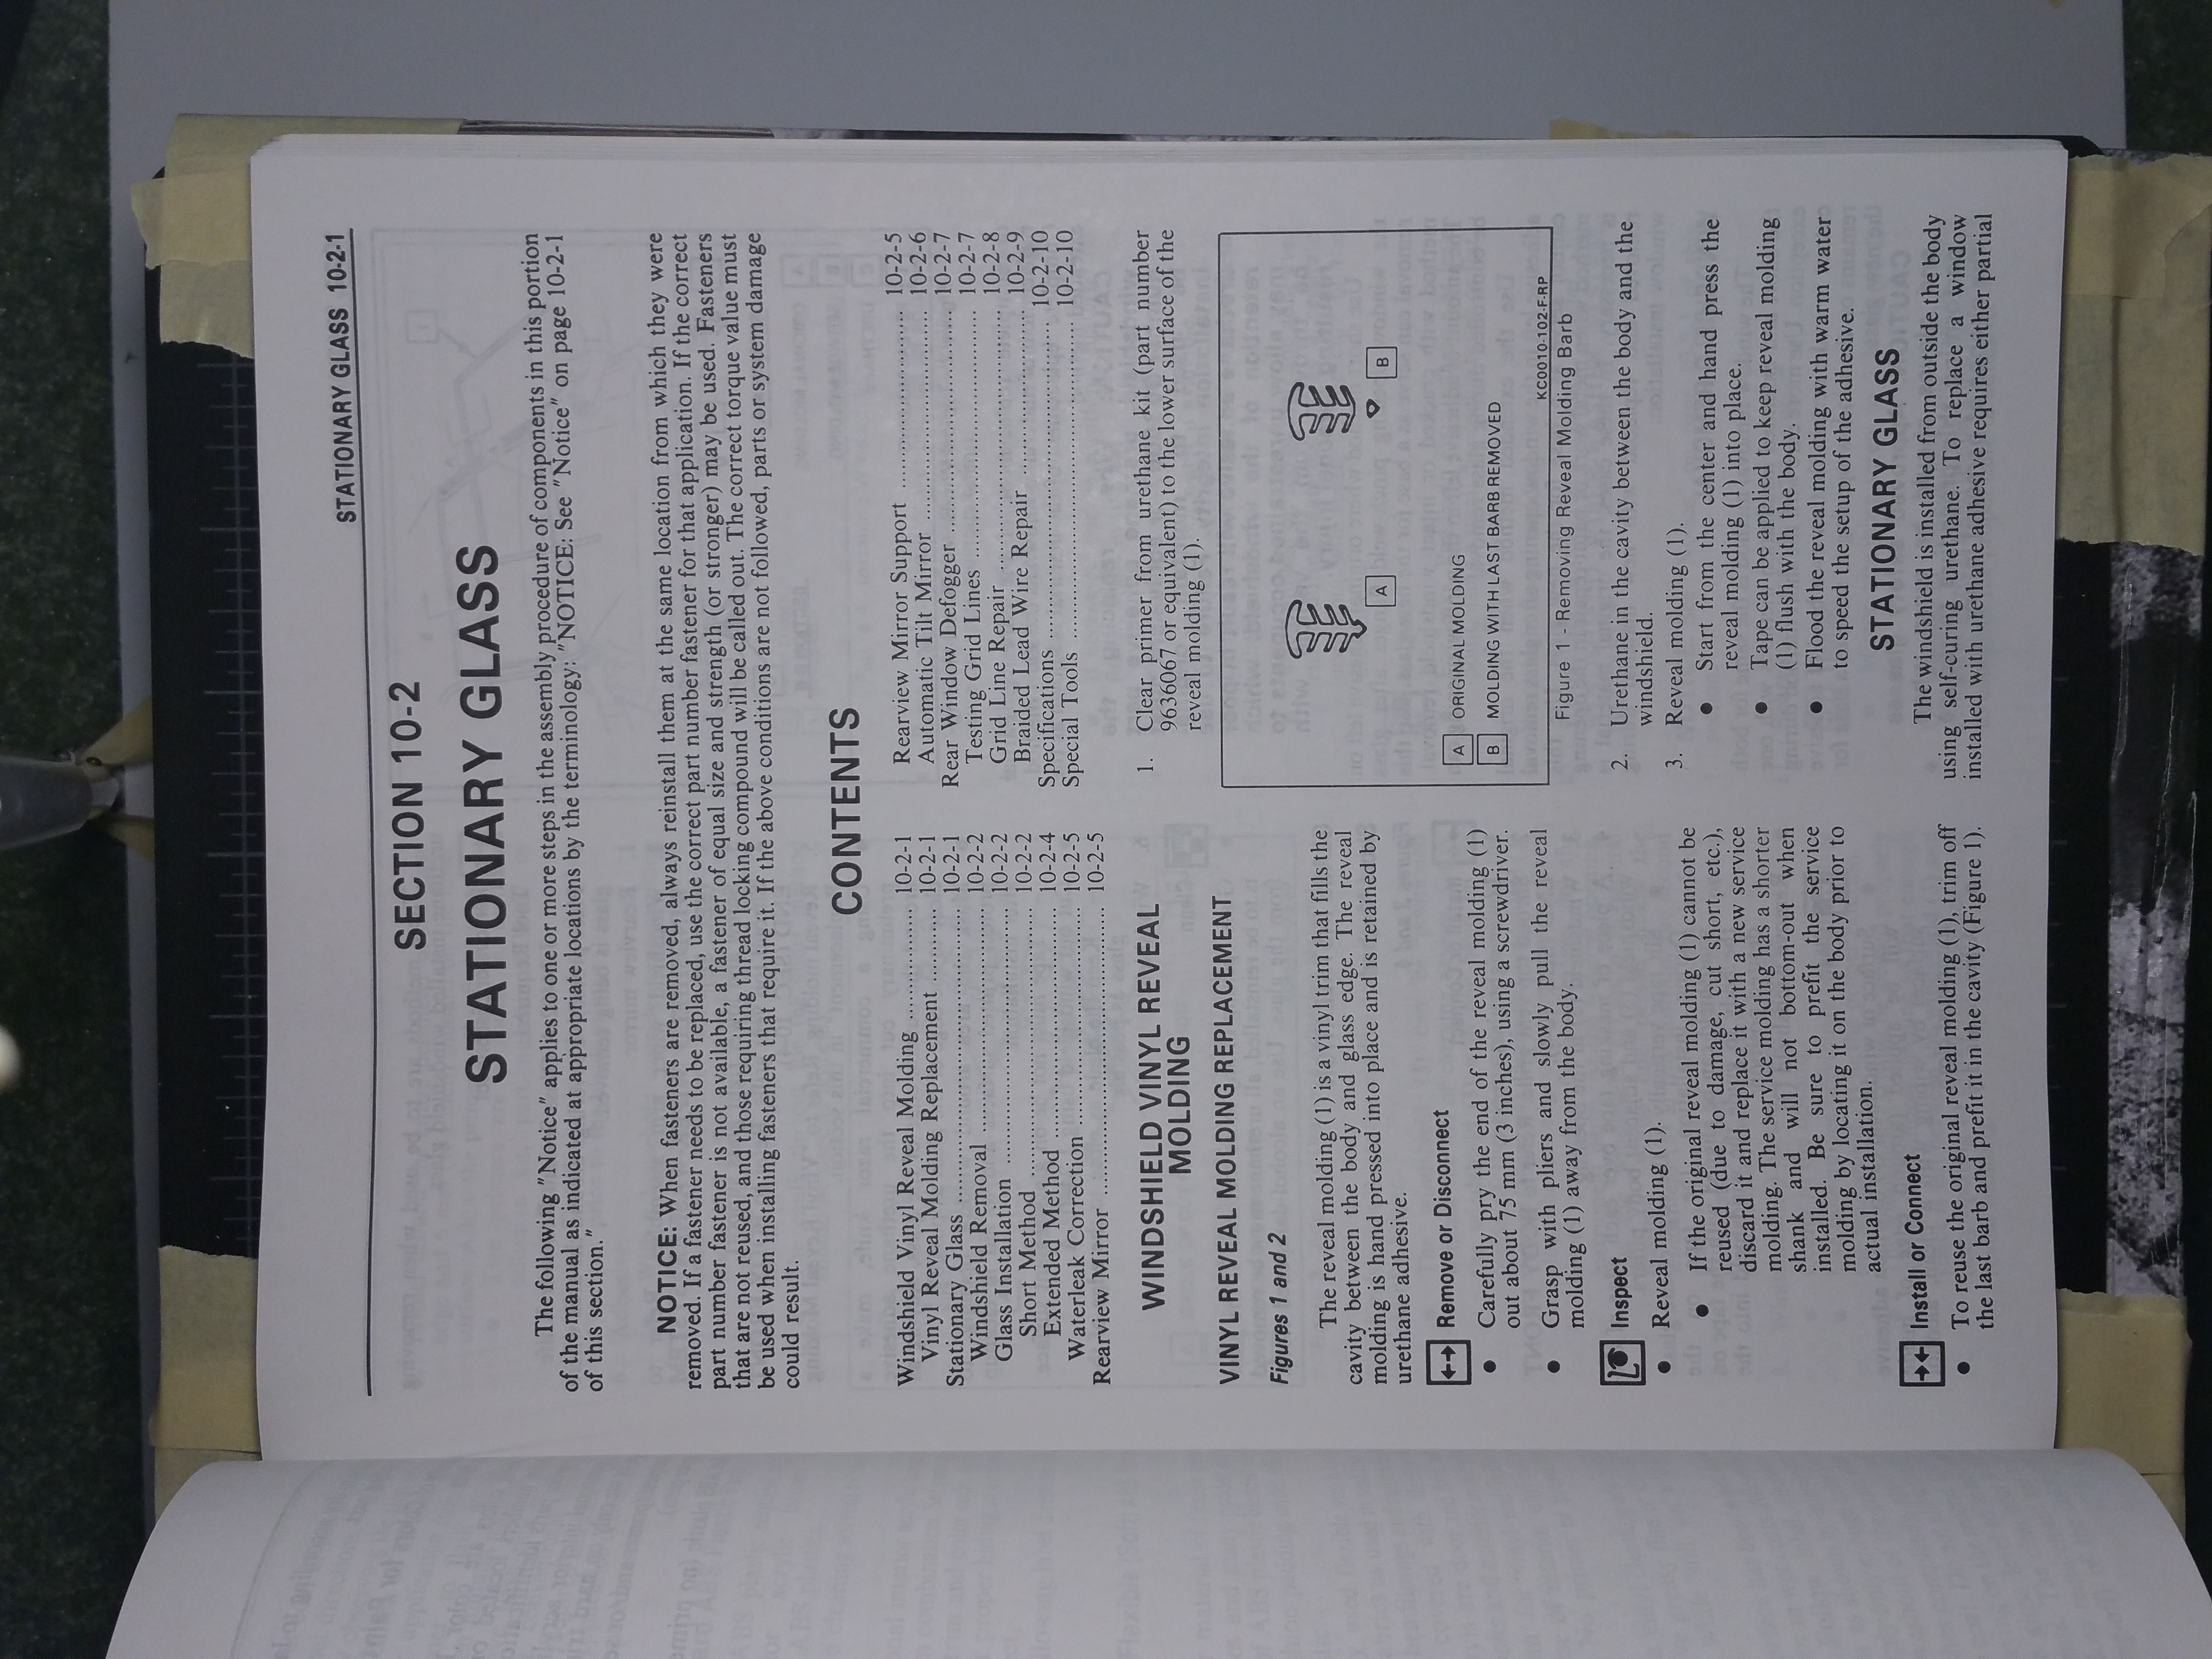 STATIONARY GLASS 10-2-1
SECTION 10-2
STATIONARY GLASS
The following "Notice" applies to one or more steps in the assembly procedure of components in this portion
of the manual as indicated at appropriate locations by the terminology: "NOTICE: See "Notice" on page 10-2-1
of this section."
NOTICE: When fasteners are removed, always reinstall them at the same location from which they were
removed. If a fastener needs to be replaced, use the correct part number fastener for that application. If the correct
part number fastener is not available, a fastener of equal size and strength (or stronger) may be used. Fasteners
that are not reused, and those requiring thread locking compound will be called out. The correct torque value must
be used when installing fasteners that require it. If the above conditions are not followed, parts or system damage
could result.
CONTENTS
Windshield Vinyl Reveal Molding ............... 10-2-1
Vinyl Reveal Molding Replacement ............. 10-2-1
Stationary Glass ............................................. 10-2-1
Windshield Removal .................................... 10-2-2
Glass Installation ........................................ 10-2-2
Short Method ........................................... 10-2-2
Extended Method ..................................... 10-2-4
Waterleak Correction .................................. 10-2-5
Rearview Mirror ............................................ 10-2-5
Rearview Mirror Support ............................ 10-2-5
Automatic Tilt Mirror ................................. 10-2-6
Rear Window Defogger .................................. 10-2-7
Testing Grid Lines ...................................... 10-2-7
Grid Line Repair ........................................ 10-2-8
Braided Lead Wire Repair .......................... 10-2-9
Specifications ................................................ 10-2-10
Special Tools ................................................ 10-2-10
WINDSHIELD VINYL REVEAL
MOLDING
VINYL REVEAL MOLDING REPLACEMENT
Figures 1 and 2
The reveal molding (1) is a vinyl trim that fills the
cavity between the body and glass edge. The reveal
molding is hand pressed into place and is retained by
urethane adhesive.
Remove or Disconnect
• Carefully pry the end of the reveal molding (1)
out about 75 mm (3 inches), using a screwdriver.
• Grasp with pliers and slowly pull the reveal
molding (1) away from the body.
Inspect
• Reveal molding (1).
• If the original reveal molding (1) cannot be
reused (due to damage, cut short, etc.),
discard it and replace it with a new service
molding. The service molding has a shorter
shank and will not bottom-out when
installed. Be sure to prefit the service
molding by locating it on the body prior to
actual installation.
Install or Connect
• To reuse the original reveal molding (1), trim off
the last barb and prefit it in the cavity (Figure 1).
1. Clear primer from urethane kit (part number
9636067 or equivalent) to the lower surface of the
reveal molding (1).
A
B
A ORIGINAL MOLDING
B MOLDING WITH LAST BARB REMOVED
KC0010-102-F-RP
Figure 1 - Removing Reveal Molding Barb
2. Urethane in the cavity between the body and the
windshield.
3. Reveal molding (1).
• Start from the center and hand press the
reveal molding (1) into place.
• Tape can be applied to keep reveal molding
(1) flush with the body.
• Flood the reveal molding with warm water
to speed the setup of the adhesive.
STATIONARY GLASS
The windshield is installed from outside the body
using self-curing urethane. To replace a window
installed with urethane adhesive requires either partial